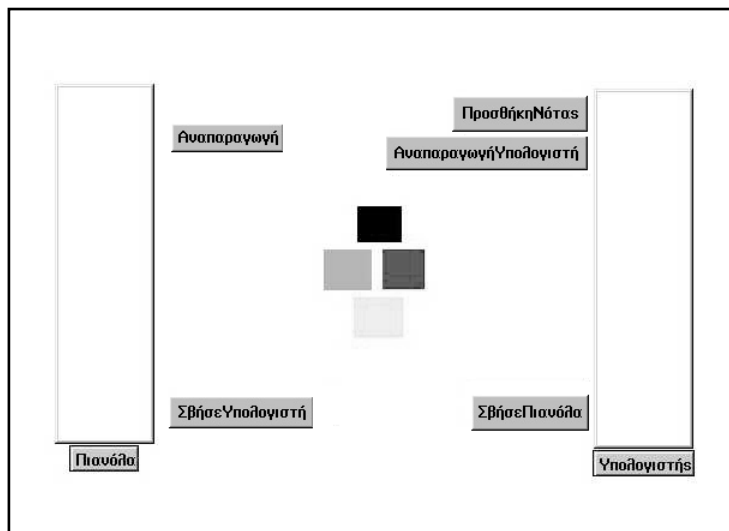 ΠροσθήκηΝότας
Αναπαραγωγή
ΑναπαραγωγήΥπολογιστή
ΣβήσεΥπολογιστή
ΣβήσεΠιανόλα
Πιανόλα
Υπολογιστής